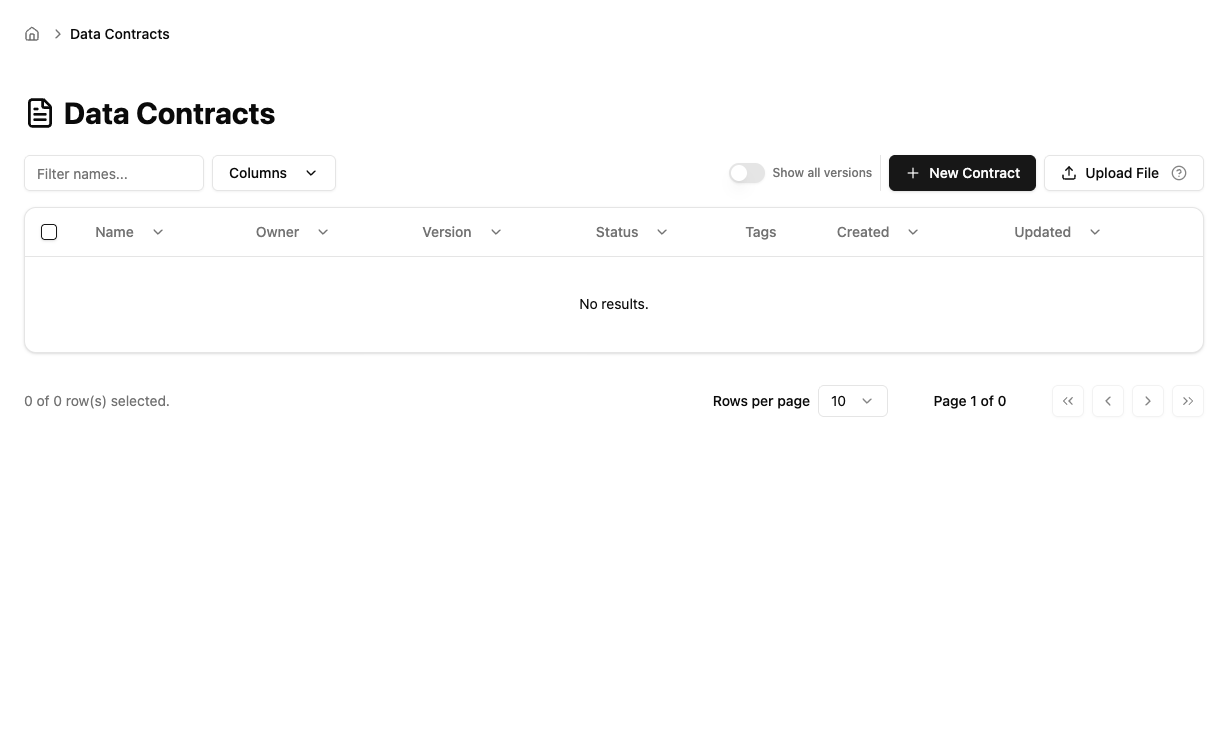 Data Contracts
Data Contracts
Filter names...
Columns
Show all versions
New Contract
Upload File
Name Owner Version Status Tags Created Updated
No results.
0 of 0 row(s) selected.
Rows per page 10 Page 1 of 0